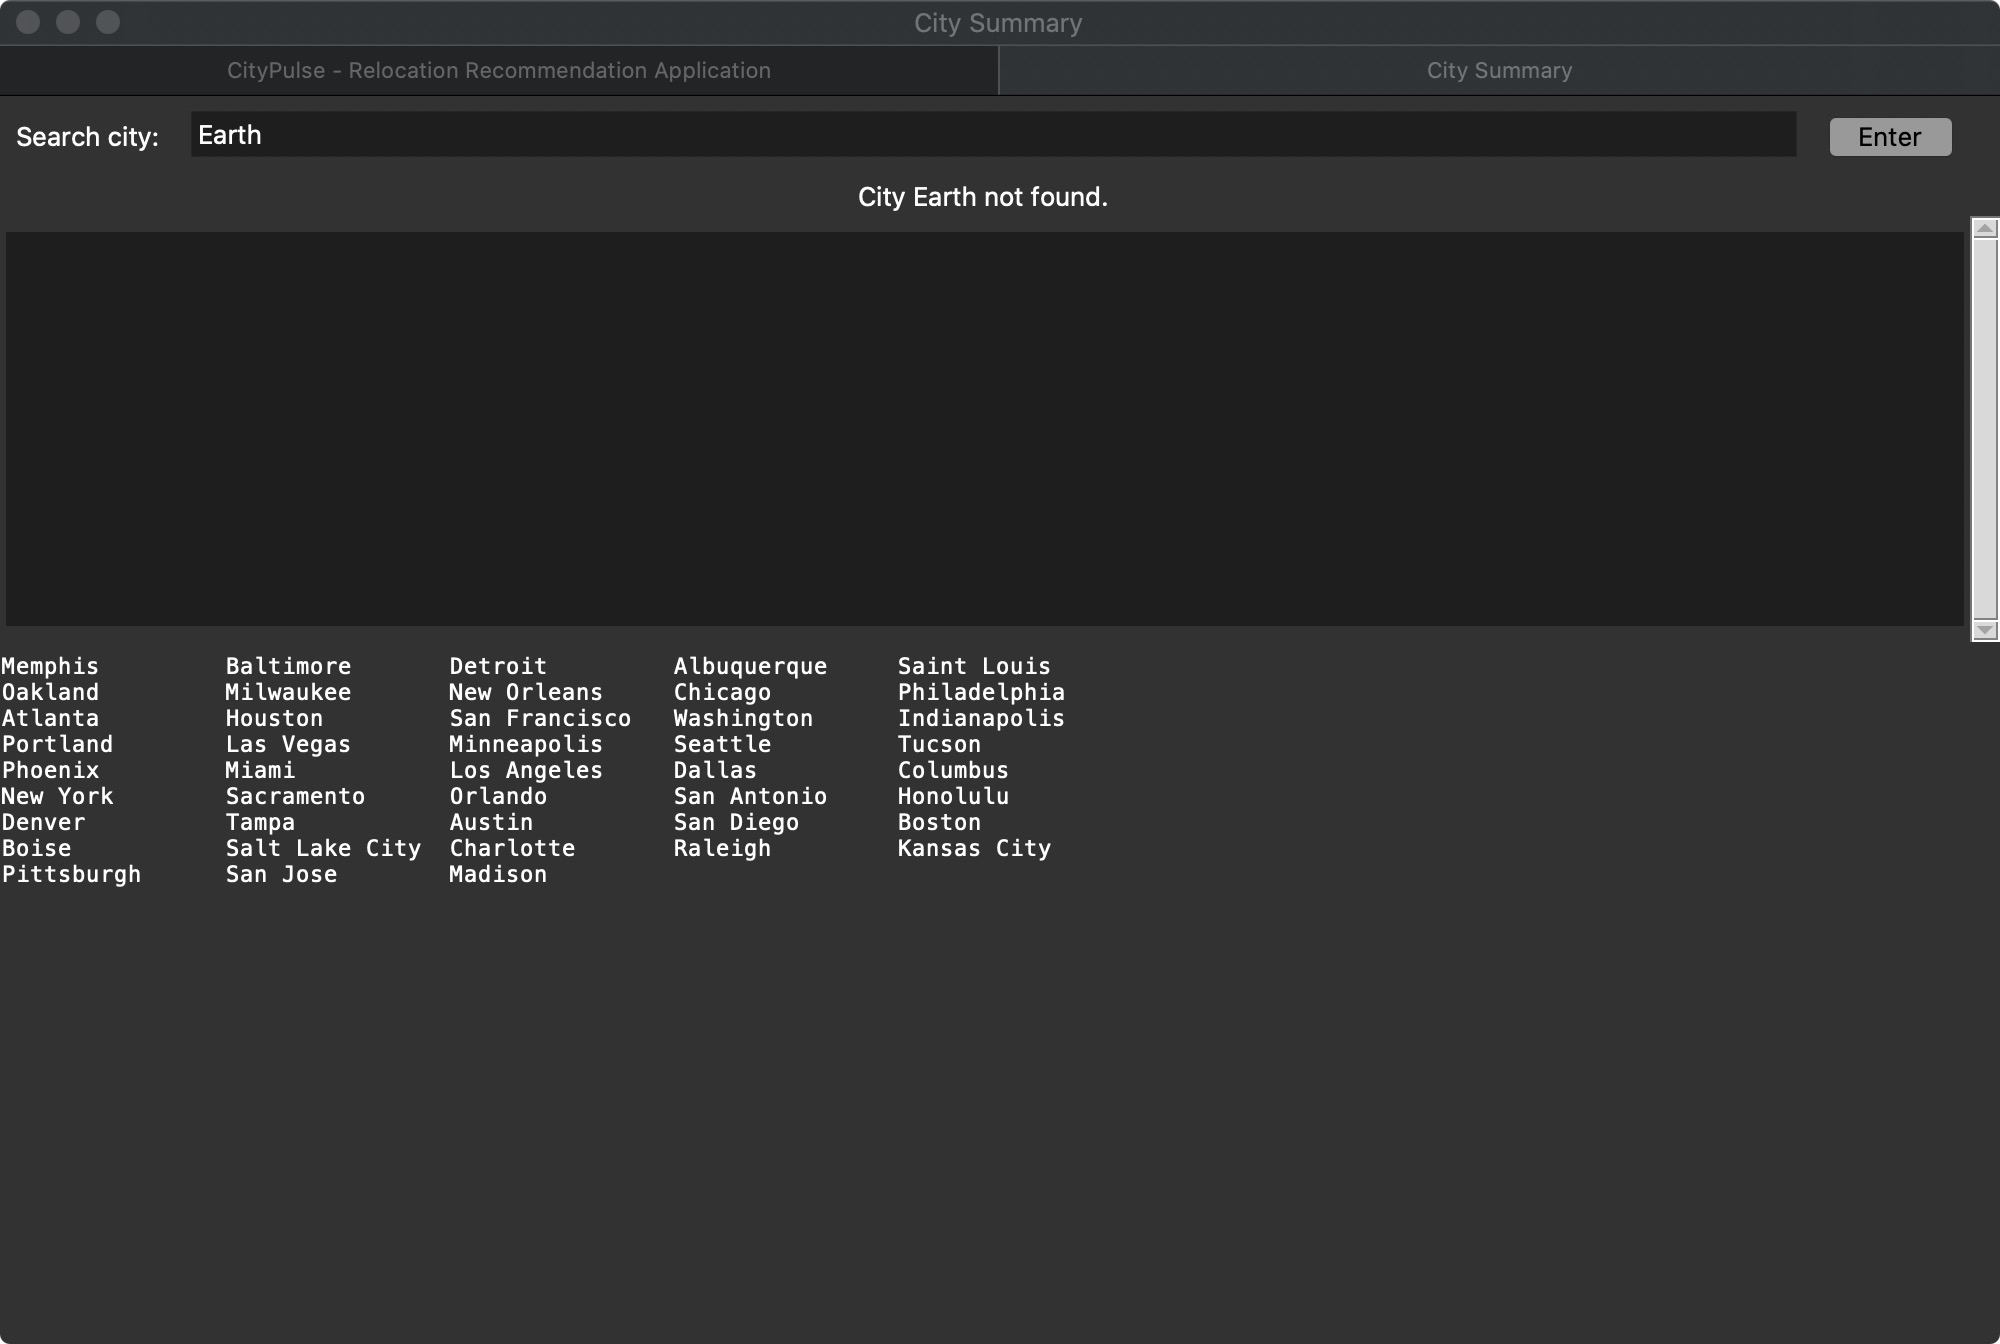 City Summary
CityPulse - Relocation Recommendation Application City Summary
Search city: Earth Enter
City Earth not found.
Memphis Baltimore Detroit Albuquerque Saint Louis
Oakland Milwaukee New Orleans Chicago Philadelphia
Atlanta Houston San Francisco Washington Indianapolis
Portland Las Vegas Minneapolis Seattle Tucson
Phoenix Miami Los Angeles Dallas Columbus
New York Sacramento Orlando San Antonio Honolulu
Denver Tampa Austin San Diego Boston
Boise Salt Lake City Charlotte Raleigh Kansas City
Pittsburgh San Jose Madison